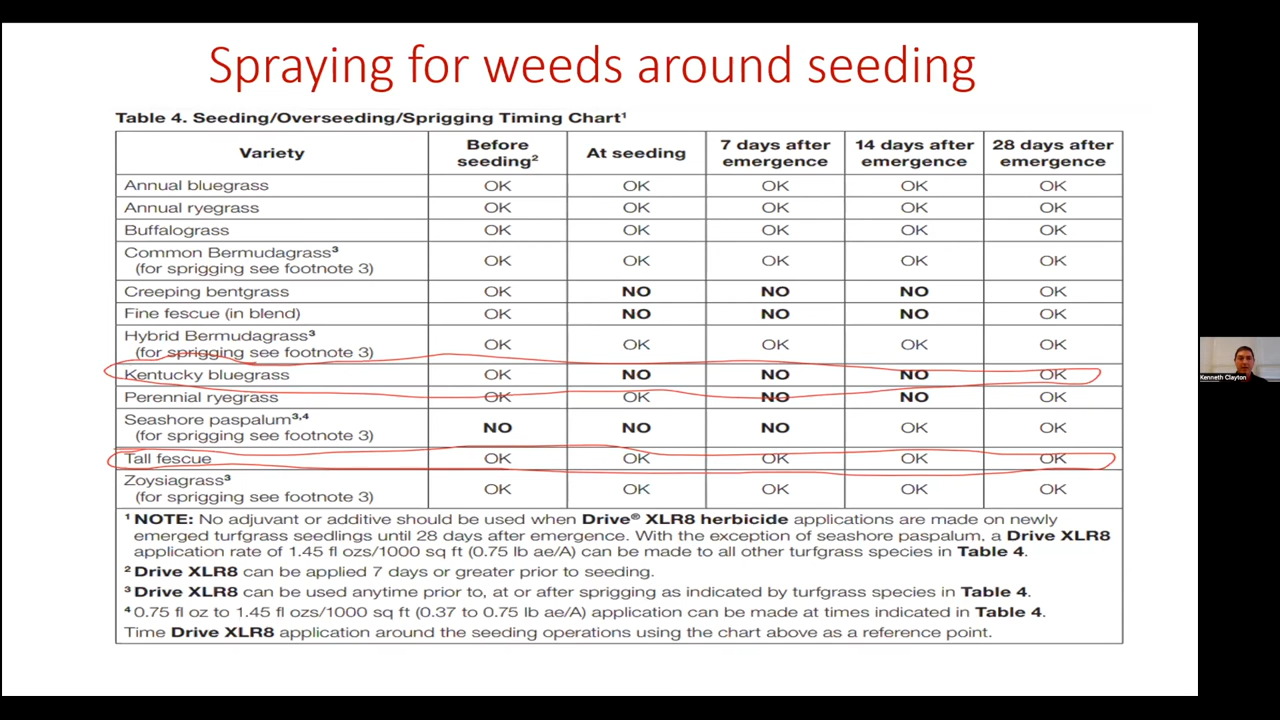 Spraying for weeds around seeding
Table 4. Seeding/Overseeding/Sprigging Timing Chart¹
Variety Before seeding² At seeding 7 days after emergence 14 days after emergence 28 days after emergence
Annual bluegrass OK OK OK OK OK
Annual ryegrass OK OK OK OK OK
Buffalograss OK OK OK OK OK
Common Bermudagrass³
(for sprigging see footnote 3) OK OK OK OK OK
Creeping bentgrass OK NO NO NO OK
Fine fescue (in blend) OK NO NO NO OK
Hybrid Bermudagrass³
(for sprigging see footnote 3) OK OK OK OK OK
Kentucky bluegrass OK NO NO NO OK
Perennial ryegrass OK OK NO NO OK
Seashore paspalum³,⁴
(for sprigging see footnote 3) NO NO NO OK OK
Tall fescue OK OK OK OK OK
Zoysiagrass³
(for sprigging see footnote 3) OK OK OK OK OK
¹ NOTE: No adjuvant or additive should be used when Drive® XLR8 herbicide applications are made on newly
emerged turfgrass seedlings until 28 days after emergence. With the exception of seashore paspalum, a Drive XLR8
application rate of 1.45 fl ozs/1000 sq ft (0.75 lb ae/A) can be made to all other turfgrass species in Table 4.
² Drive XLR8 can be applied 7 days or greater prior to seeding.
³ Drive XLR8 can be used anytime prior to, at or after sprigging as indicated by turfgrass species in Table 4.
⁴ 0.75 fl oz to 1.45 fl ozs/1000 sq ft (0.37 to 0.75 lb ae/A) application can be made at times indicated in Table 4.
Time Drive XLR8 application around the seeding operations using the chart above as a reference point.
Kenneth Clayton